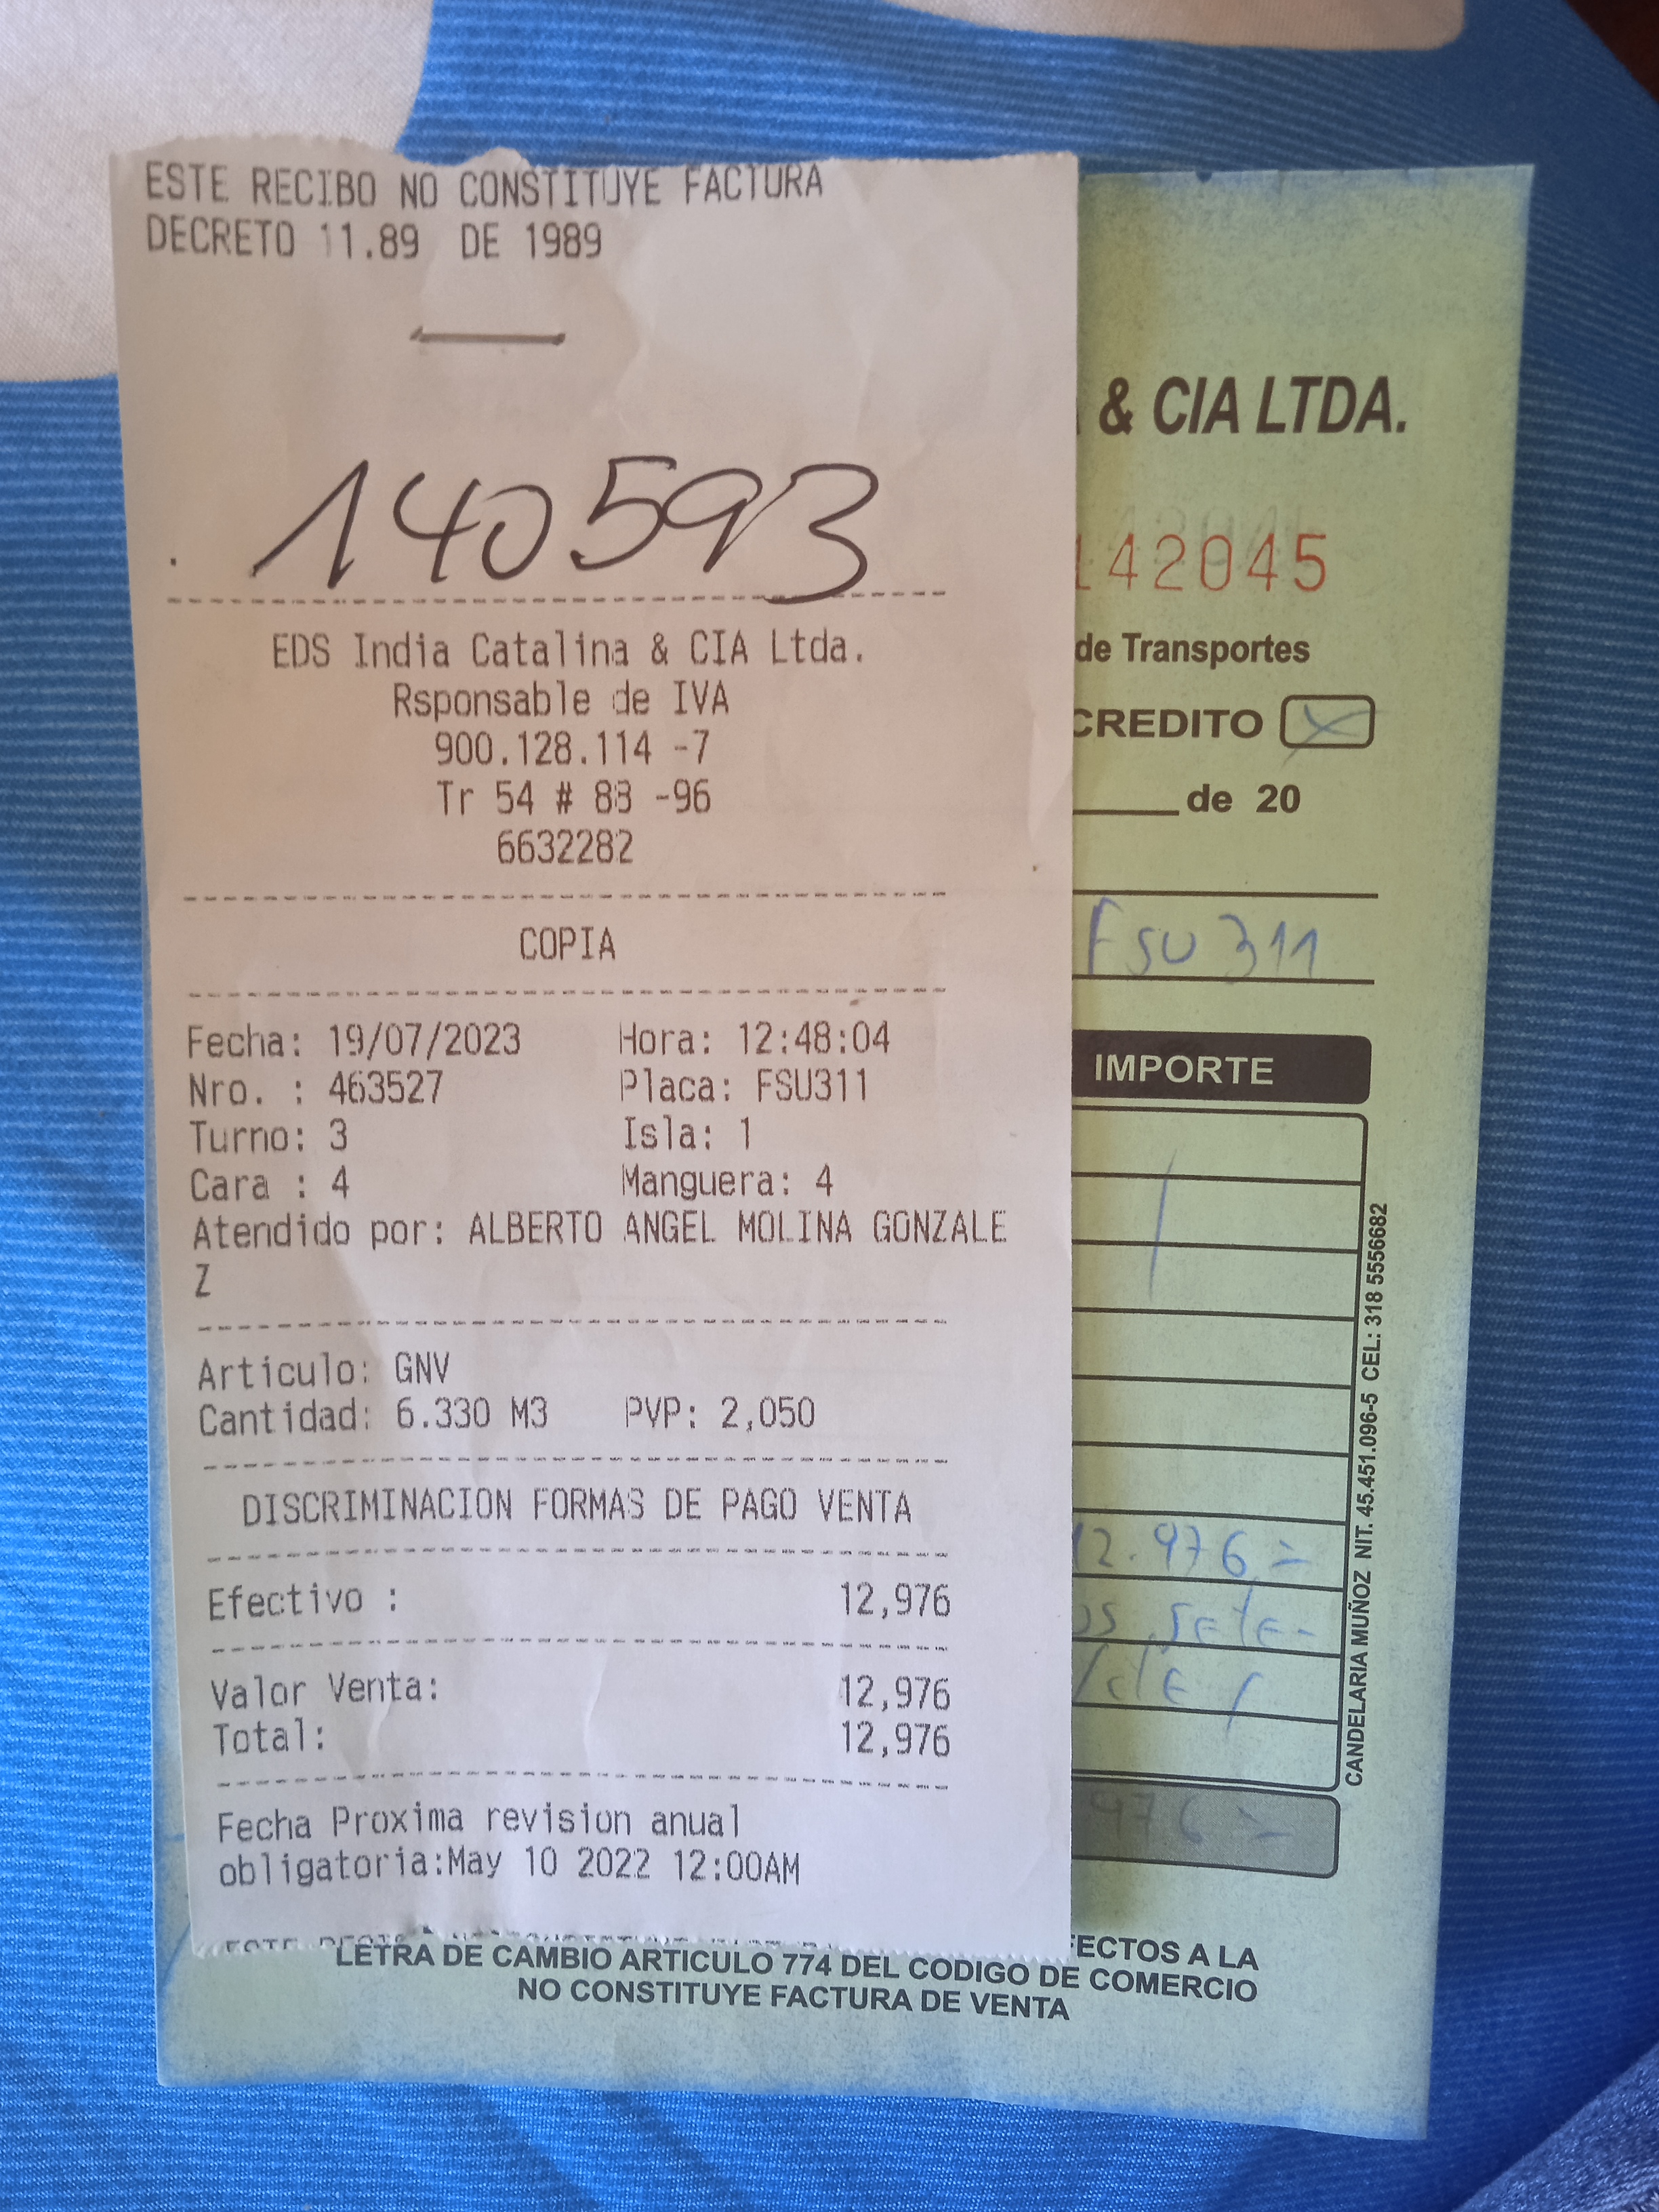 ESTE RECIBO NO CONSTITUYE FACTURA
DECRETO 11.89 DE 1989
140593
EDS India Catalina & CIA Ltda.
Rsponsable de IVA
900.128.114 -7
Tr 54 # 88 -96
6632282
COPIA
Fecha: 19/07/2023 Hora: 12:48:04
Nro. : 463527 Placa: FSU311
Turno: 3 Isla: 1
Cara : 4 Manguera: 4
Atendido por: ALBERTO ANGEL MOLINA GONZALE
Z
Articulo: GNV
Cantidad: 6.330 M3 PVP: 2,050
DISCRIMINACION FORMAS DE PAGO VENTA
Efectivo : 12,976
Valor Venta: 12,976
Total: 12,976
Fecha Proxima revision anual
obligatoria:May 10 2022 12:00AM
& CIA LTDA.
142045
de Transportes
CREDITO X
de 20
FSU 311
IMPORTE
12.976=
976=
CANDELARIA MUÑOZ NIT. 45.451.096-5 CEL: 318 5556682
FECTOS A LA
LETRA DE CAMBIO ARTICULO 774 DEL CODIGO DE COMERCIO
NO CONSTITUYE FACTURA DE VENTA